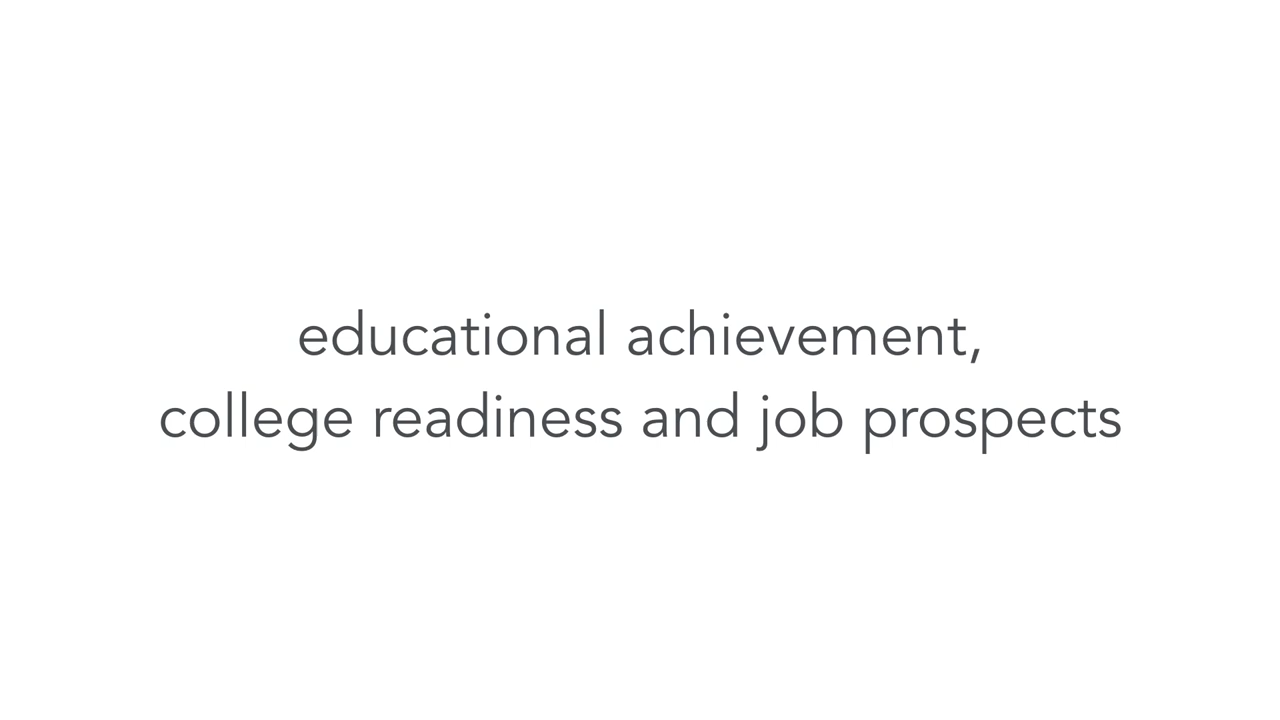 educational achievement,
college readiness and job prospects